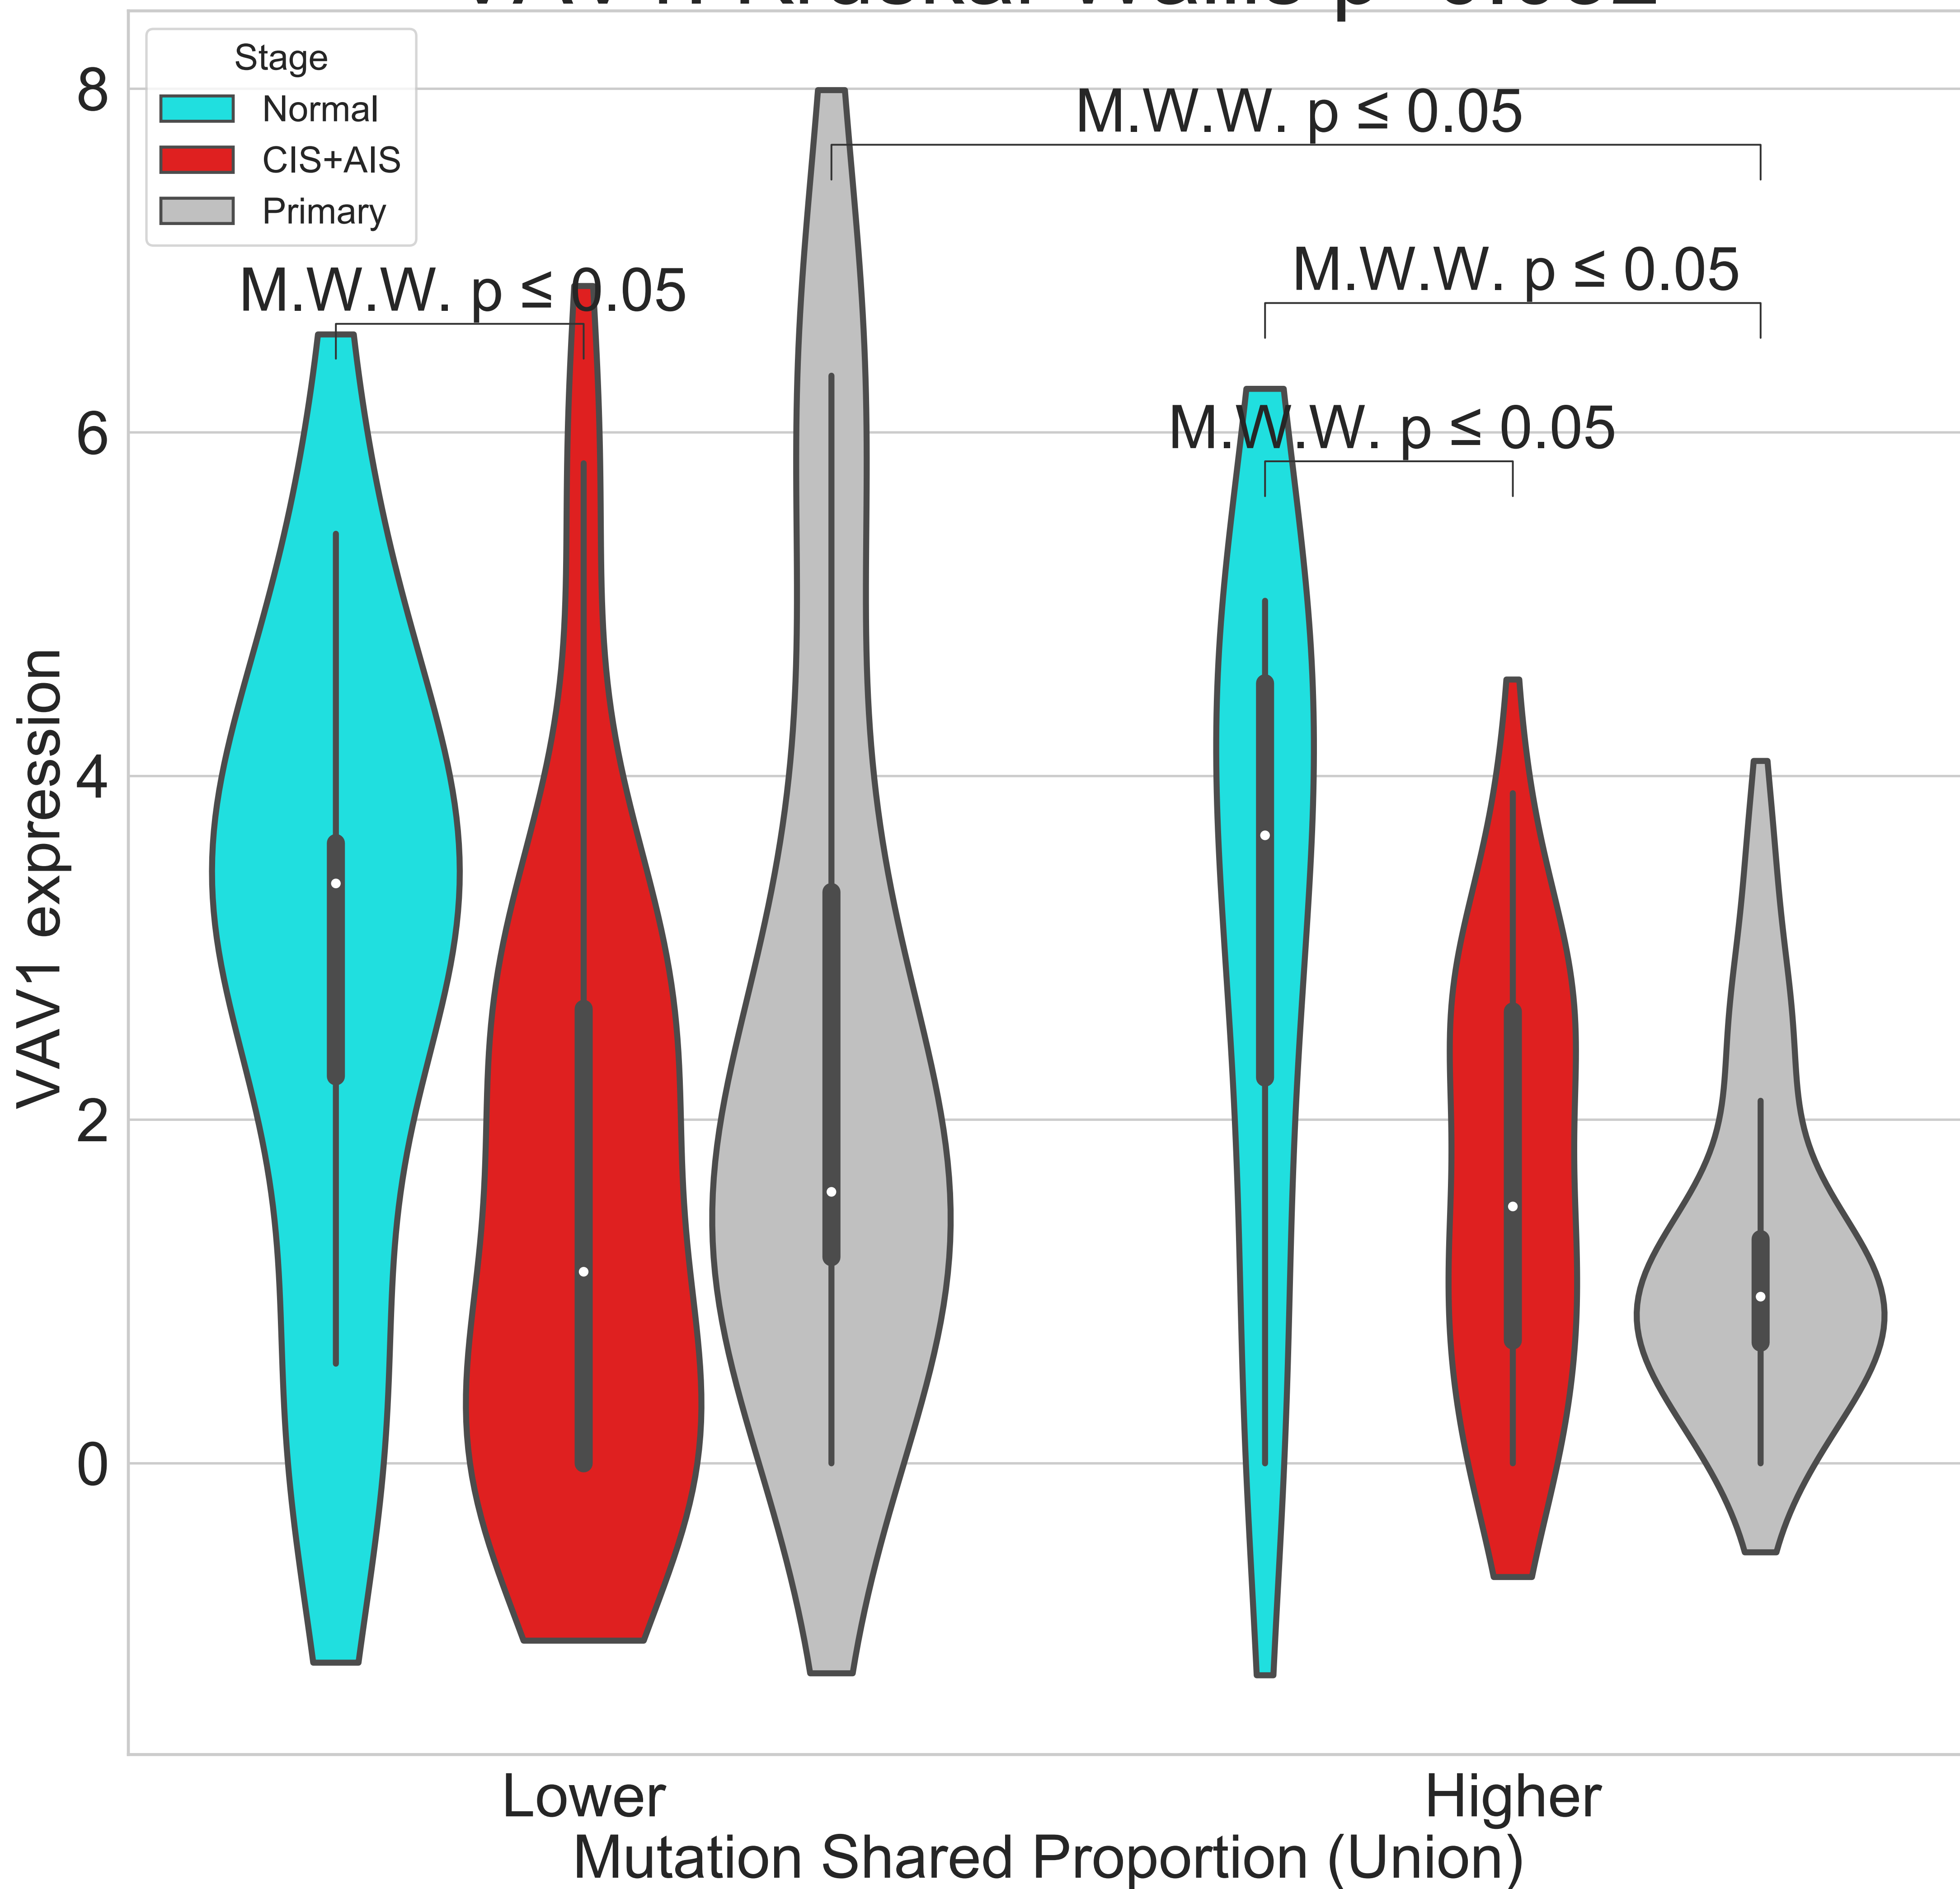 Stage
Normal
CIS+AIS
Primary
M.W.W. p ≤ 0.05
M.W.W. p ≤ 0.05
M.W.W. p ≤ 0.05
M.W.W. p ≤ 0.05
8
6
4
2
0
VAV1 expression
Lower
Higher
Mutation Shared Proportion (Union)